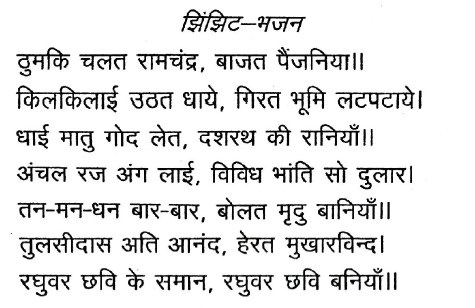 झिंझिट–भजन
ठुमकि चलत रामचंद्र, बाजत पैंजनिया॥
किलकिलाई उठत धाये, गिरत भूमि लटपटाये।
धाई मातु गोद लेत, दशरथ की रानियाँ॥
अंचल रज अंग लाई, विविध भांति सो दुलार।
तन-मन-धन बार-बार, बोलत मृदु बानियाँ॥
तुलसीदास अति आनंद, हेरत मुखारविन्द।
रघुवर छवि के समान, रघुवर छवि बनियाँ॥